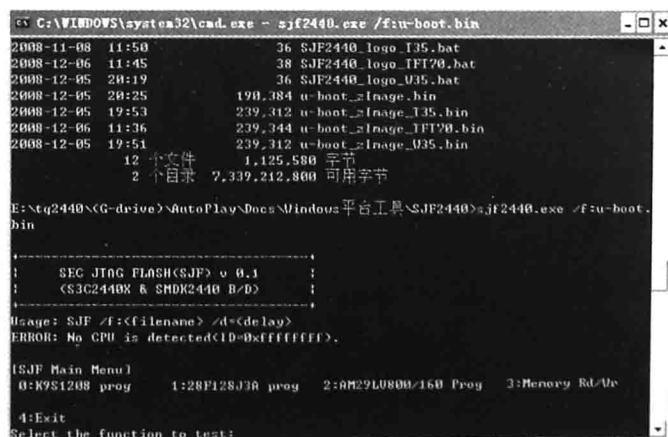 C:\WINDOWS\system32\cmd.exe - sjf2440.exe /f:u-boot.bin
2008-11-08 11:50 36 SJF2440_logo_T35.bat
2008-12-06 11:45 38 SJF2440_logo_TFT70.bat
2008-12-05 20:19 36 SJF2440_logo_W35.bat
2008-12-05 20:25 190,384 u-boot_zImage.bin
2008-12-05 19:53 239,312 u-boot_zImage_T35.bin
2008-12-06 11:36 239,344 u-boot_zImage_TFT70.bin
2008-12-05 19:51 239,312 u-boot_zImage_W35.bin
12 个文件 1,125,580 字节
2 个目录 7,339,212,800 可用字节
E:\tq2440\(G-drive)\AutoPlay\Docs\Windows平台工具\SJF2440>sjf2440.exe /f:u-boot.
bin
+------------------------------------+
| SEC JTAG FLASH(SJF) v 0.1 |
| (S3C2440X & SMDK2440 B/D) |
+------------------------------------+
Usage: SJF /f:<filename> /d=<delay>
ERROR: No CPU is detected(ID=0xffffffff).
[SJF Main Menu]
0:K9S1208 prog 1:28F128J3A prog 2:AM29LV800/160 Prog 3:Memory Rd/Wr
4:Exit
Select the function to test: